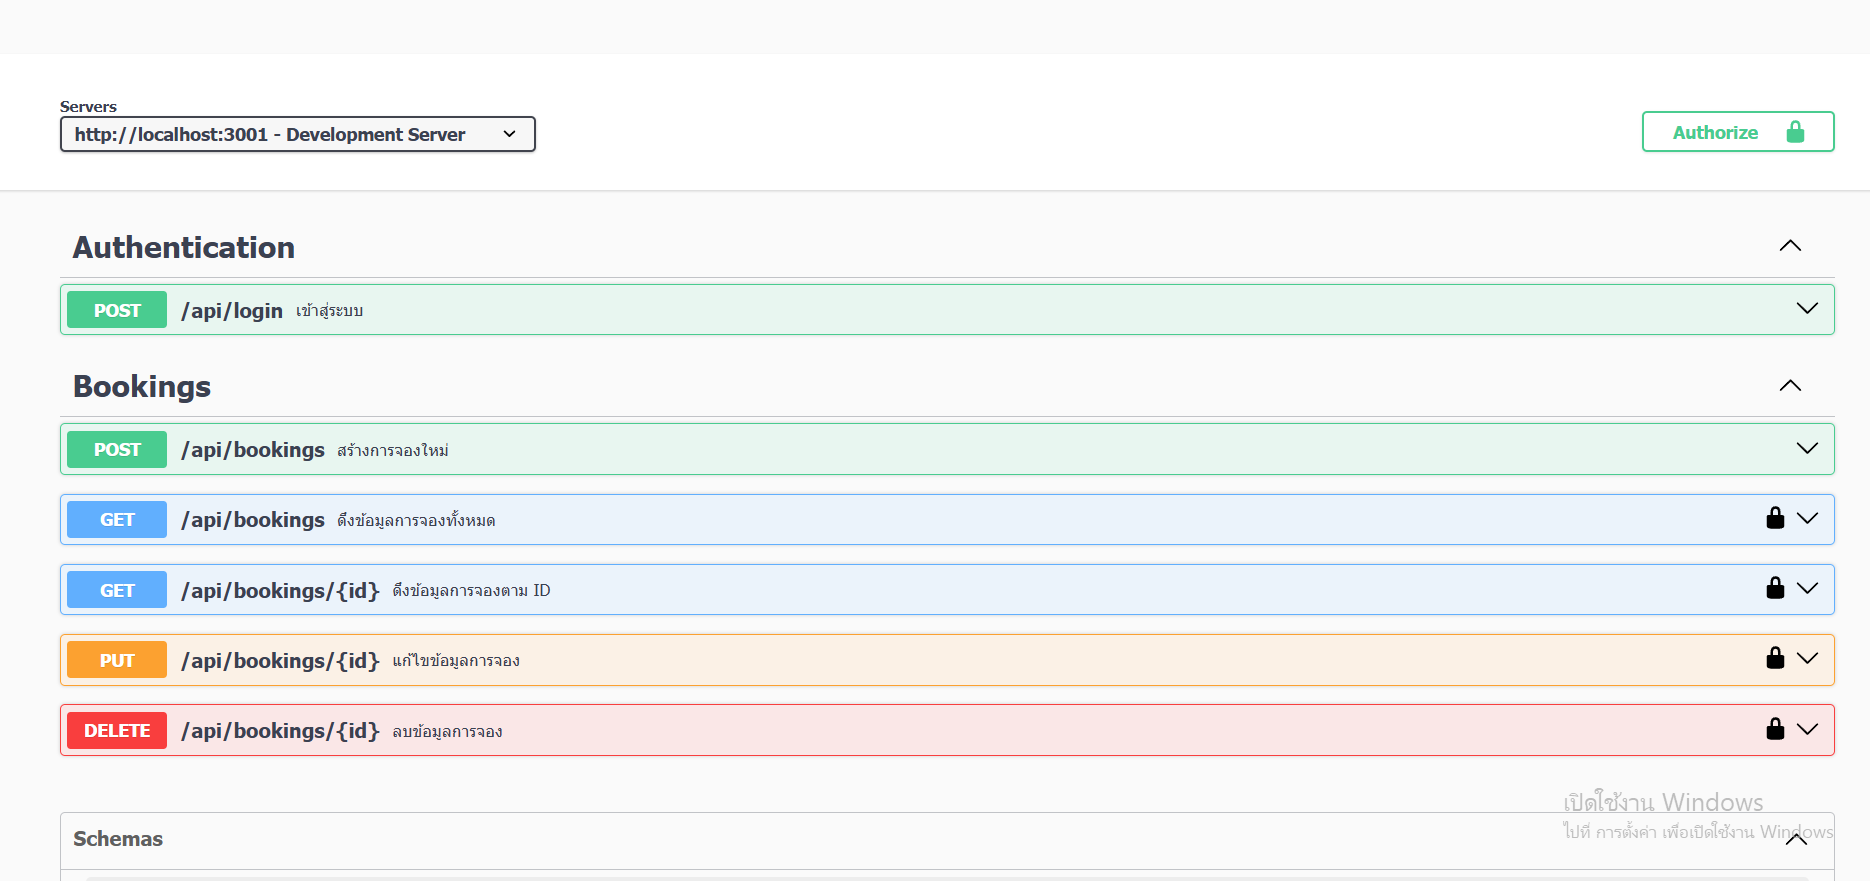 Servers
http://localhost:3001 - Development Server
Authorize
Authentication
POST /api/login เข้าสู่ระบบ
Bookings
POST /api/bookings สร้างการจองใหม่
GET /api/bookings ดึงข้อมูลการจองทั้งหมด
GET /api/bookings/{id} ดึงข้อมูลการจองตาม ID
PUT /api/bookings/{id} แก้ไขข้อมูลการจอง
DELETE /api/bookings/{id} ลบข้อมูลการจอง
เปิดใช้งาน Windows
ไปที่ การตั้งค่า เพื่อเปิดใช้งาน Windows
Schemas